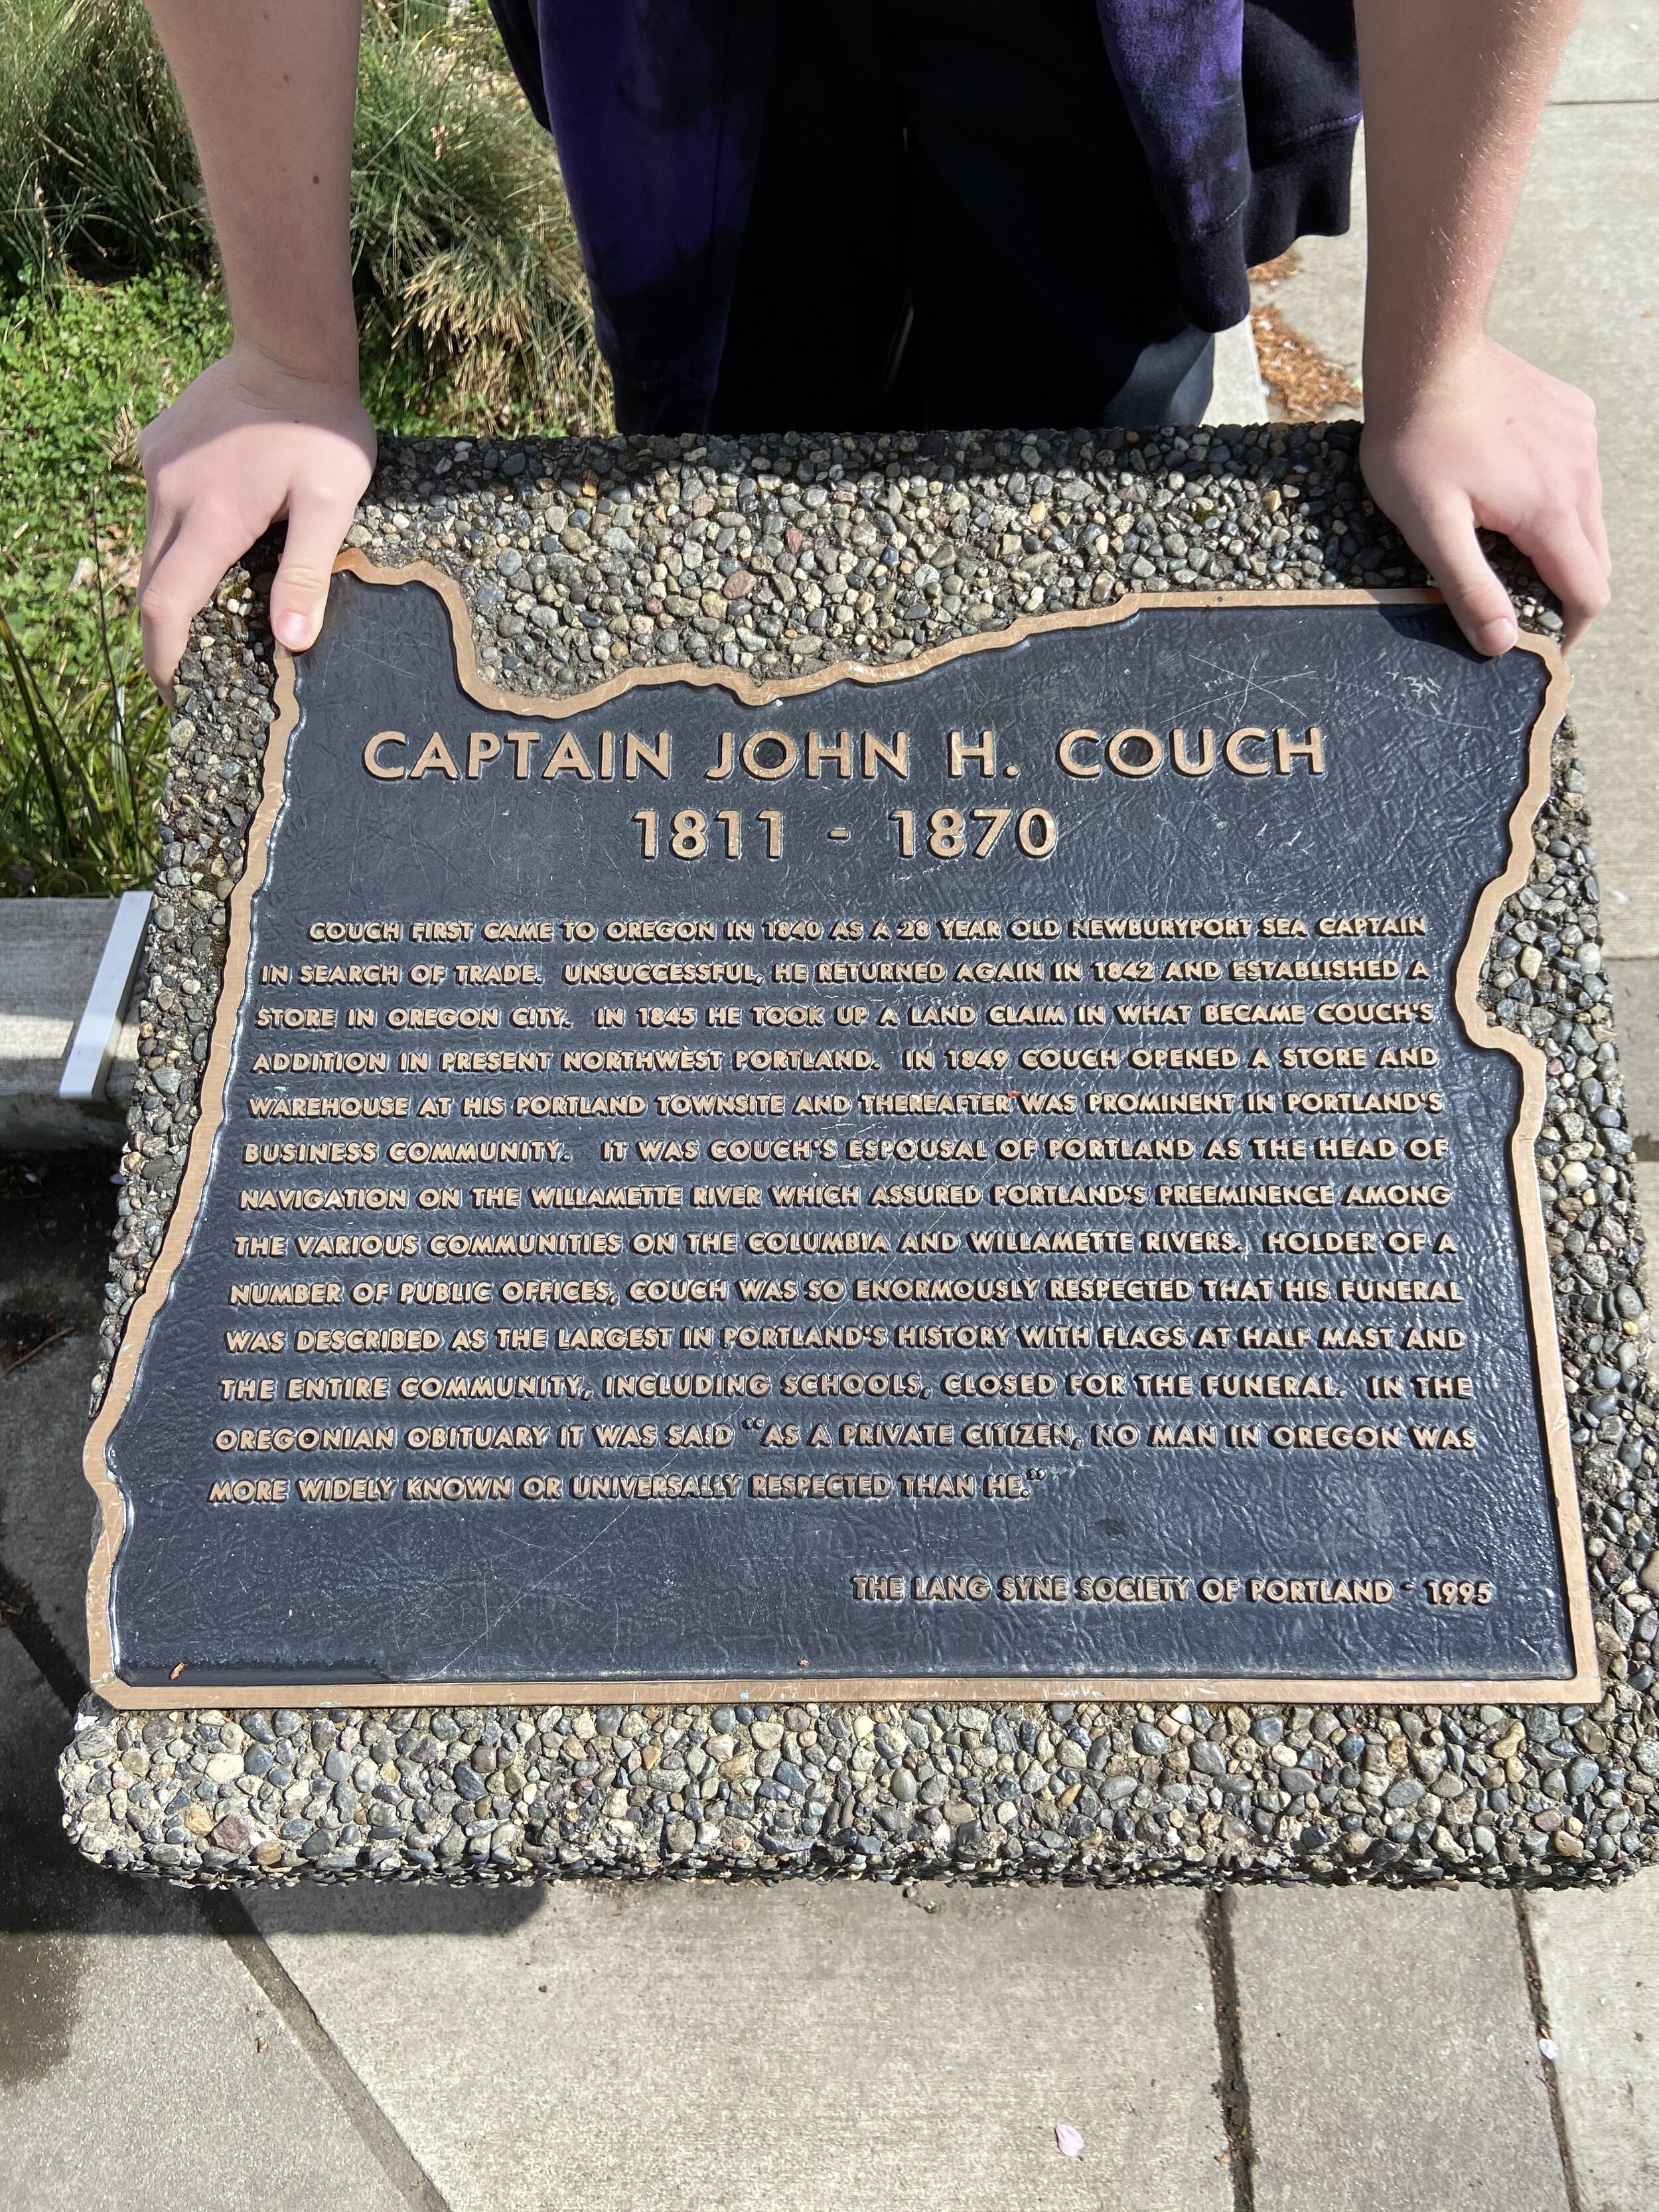 CAPTAIN JOHN H. COUCH
1811 - 1870
COUCH FIRST CAME TO OREGON IN 1840 AS A 28 YEAR OLD NEWBURYPORT SEA CAPTAIN
IN SEARCH OF TRADE. UNSUCCESSFUL, HE RETURNED AGAIN IN 1842 AND ESTABLISHED A
STORE IN OREGON CITY. IN 1845 HE TOOK UP A LAND CLAIM IN WHAT BECAME COUCH'S
ADDITION IN PRESENT NORTHWEST PORTLAND. IN 1849 COUCH OPENED A STORE AND
WAREHOUSE AT HIS PORTLAND TOWNSITE AND THEREAFTER WAS PROMINENT IN PORTLAND'S
BUSINESS COMMUNITY. IT WAS COUCH'S ESPOUSAL OF PORTLAND AS THE HEAD OF
NAVIGATION ON THE WILLAMETTE RIVER WHICH ASSURED PORTLAND'S PREEMINENCE AMONG
THE VARIOUS COMMUNITIES ON THE COLUMBIA AND WILLAMETTE RIVERS. HOLDER OF A
NUMBER OF PUBLIC OFFICES, COUCH WAS SO ENORMOUSLY RESPECTED THAT HIS FUNERAL
WAS DESCRIBED AS THE LARGEST IN PORTLAND'S HISTORY WITH FLAGS AT HALF MAST AND
THE ENTIRE COMMUNITY, INCLUDING SCHOOLS, CLOSED FOR THE FUNERAL. IN THE
OREGONIAN OBITUARY IT WAS SAID "AS A PRIVATE CITIZEN, NO MAN IN OREGON WAS
MORE WIDELY KNOWN OR UNIVERSALLY RESPECTED THAN HE."
THE LANG SYNE SOCIETY OF PORTLAND - 1995